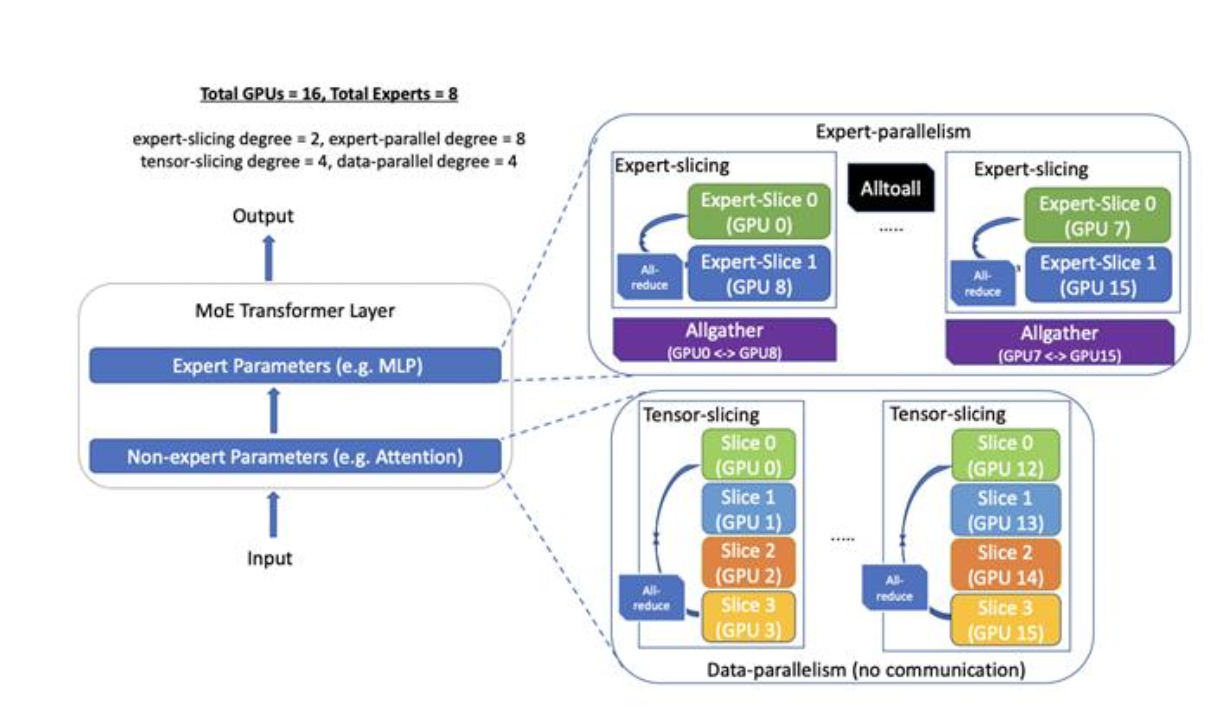 Total GPUs = 16, Total Experts = 8
expert-slicing degree = 2, expert-parallel degree = 8
tensor-slicing degree = 4, data-parallel degree = 4
Output
MoE Transformer Layer
Expert Parameters (e.g. MLP)
Non-expert Parameters (e.g. Attention)
Input
Expert-parallelism
Expert-slicing
Expert-Slice 0
(GPU 0)
Expert-Slice 1
(GPU 8)
All-
reduce
Allgather
(GPU0 <-> GPU8)
Alltoall
.....
Expert-slicing
Expert-Slice 0
(GPU 7)
Expert-Slice 1
(GPU 15)
All-
reduce
Allgather
(GPU7 <-> GPU15)
Tensor-slicing
Slice 0
(GPU 0)
Slice 1
(GPU 1)
Slice 2
(GPU 2)
Slice 3
(GPU 3)
All-
reduce
.....
Tensor-slicing
Slice 0
(GPU 12)
Slice 1
(GPU 13)
Slice 2
(GPU 14)
Slice 3
(GPU 15)
All-
reduce
Data-parallelism (no communication)